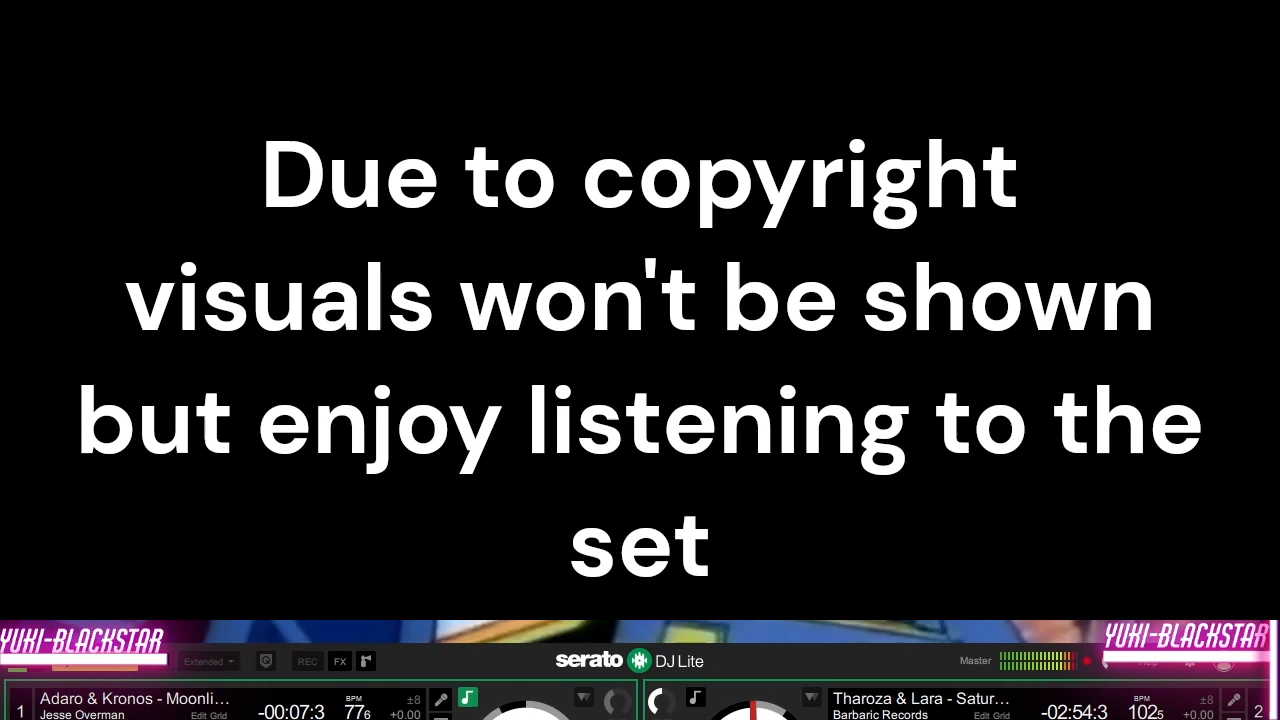 Due to copyright
visuals won't be shown
but enjoy listening to the
set
YUKI-BLACKSTAR
YUKI-BLACKSTAR
Extended
REC
FX
serato DJ Lite
Master
Help
1
Adaro & Kronos - Moonli...
Jesse Overman
Edit Grid
-00:07:3
BPM
776
±8
+0.00
Tharoza & Lara - Satur...
Barbaric Records
Edit Grid
-02:54:3
BPM
1025
±8
+0.00
2